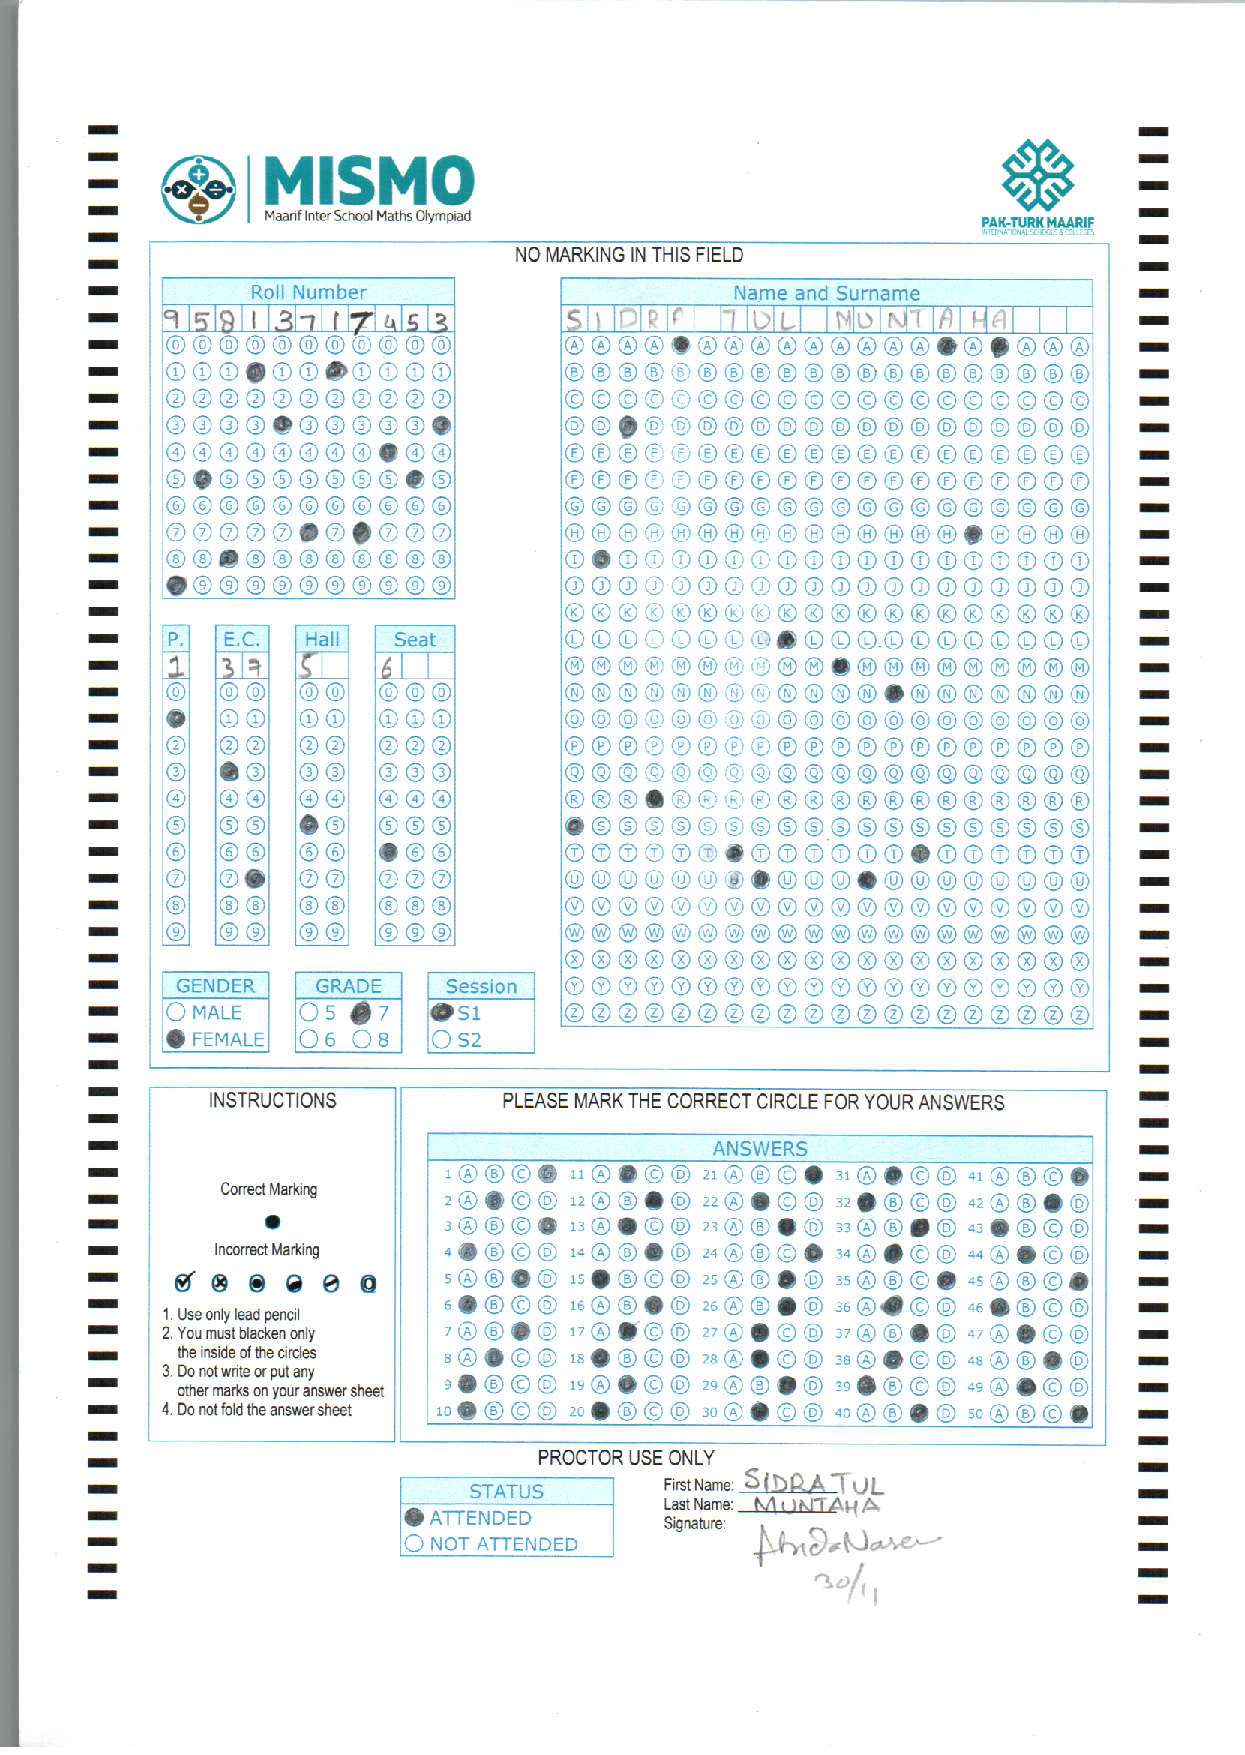 MISMO
Maarif Inter School Maths Olympiad
PAK-TURK MAARIF
INTERNATIONAL SCHOOLS & COLLEGES
NO MARKING IN THIS FIELD
Roll Number
9 5 8 1 3 7 1 7 4 5 3
Name and Surname
SIDRA TUL MUNTAHA
P. E.C. Hall Seat
1 37 5 6
GENDER
MALE
FEMALE
GRADE
5 7
6 8
Session
S1
S2
INSTRUCTIONS
Correct Marking
Incorrect Marking
1. Use only lead pencil
2. You must blacken only
the inside of the circles
3. Do not write or put any
other marks on your answer sheet
4. Do not fold the answer sheet
PLEASE MARK THE CORRECT CIRCLE FOR YOUR ANSWERS
ANSWERS
PROCTOR USE ONLY
STATUS
ATTENDED
NOT ATTENDED
First Name: SIDRATUL
Last Name: MUNTAHA
Signature:
30/11